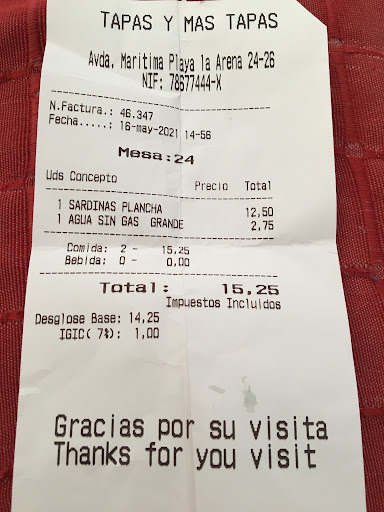 TAPAS Y MAS TAPAS
Avda. Maritima Playa la Arena 24-26
NIF: 78677444-X
N.Factura.: 46.347
Fecha.....: 16-may-2021 14-56
Mesa:24
Uds Concepto Precio Total
1 SARDINAS PLANCHA 12,50
1 AGUA SIN GAS GRANDE 2,75
Comida: 2 - 15,25
Bebida: 0 - 0,00
Total: 15,25
Impuestos Incluidos
Desglose Base: 14,25
IGIC( 7%): 1,00
Gracias por su visita
Thanks for you visit